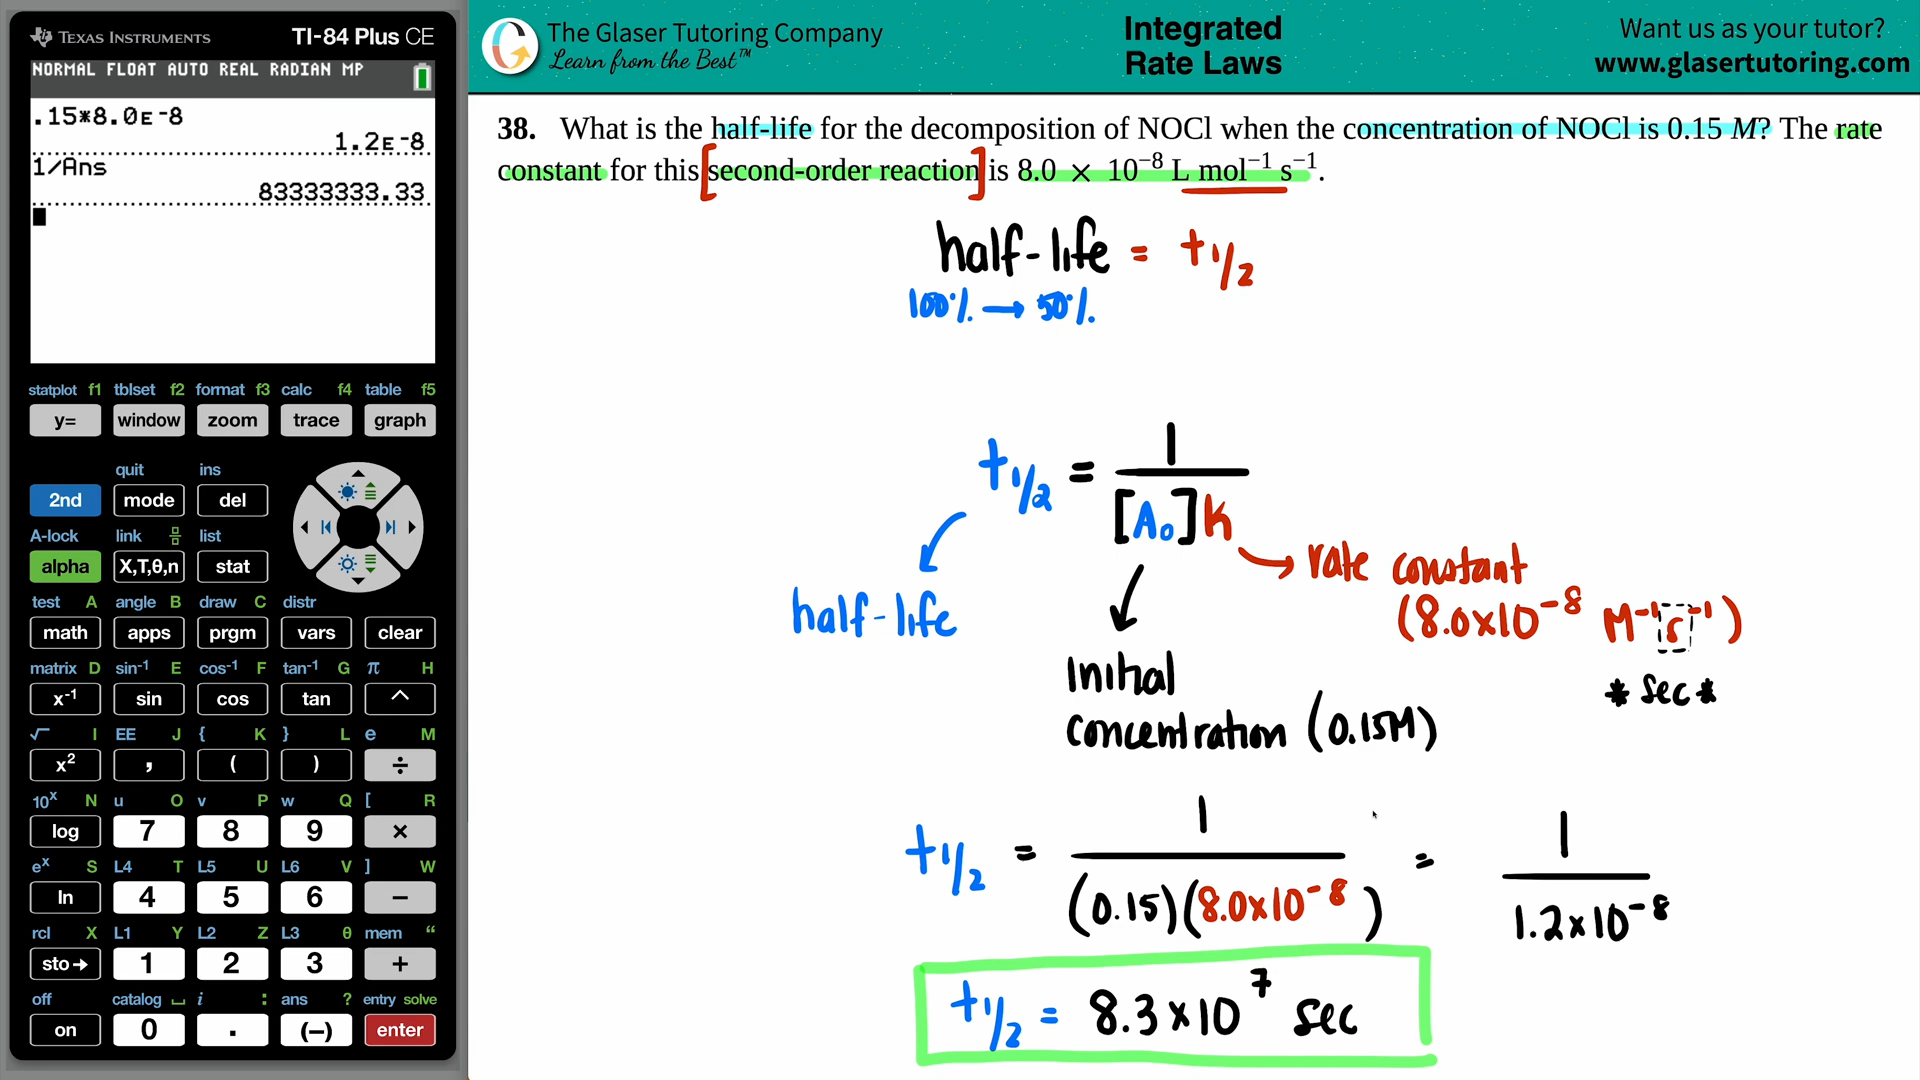 TEXAS INSTRUMENTS TI-84 Plus CE
NORMAL FLOAT AUTO REAL RADIAN MP
.15*8.0ᴇ-8
1.2ᴇ-8
1/Ans
83333333.33
statplot f1 tblset f2 format f3 calc f4 table f5
y= window zoom trace graph
quit ins
2nd mode del
A-lock link list
alpha X,T,θ,n stat
test A angle B draw C distr
math apps prgm vars clear
matrix D sin⁻¹ E cos⁻¹ F tan⁻¹ G π H
x⁻¹ sin cos tan ^
√ I EE J { K } L e M
x² , ( ) ÷
10ˣ N u O v P w Q [ R
log 7 8 9 ×
eˣ S L4 T L5 U L6 V ] W
ln 4 5 6 −
rcl X L1 Y L2 Z L3 θ mem "
sto→ 1 2 3 +
off catalog ⎵ i : ans ? entry solve
on 0 . (–) enter
The Glaser Tutoring Company
Learn from the Best™
Integrated
Rate Laws
Want us as your tutor?
www.glasertutoring.com
38. What is the half-life for the decomposition of NOCl when the concentration of NOCl is 0.15 M? The rate
constant for this [second-order reaction] is 8.0 × 10⁻⁸ L mol⁻¹ s⁻¹.
half-life = t1/2
100% → 50%
t1/2 = 1
[A₀]k
rate constant
(8.0x10⁻⁸ M⁻¹s⁻¹)
half-life
*sec*
Initial
concentration (0.15M)
t1/2 = 1 = 1
(0.15)(8.0x10⁻⁸) 1.2x10⁻⁸
t1/2 = 8.3x10⁷ sec